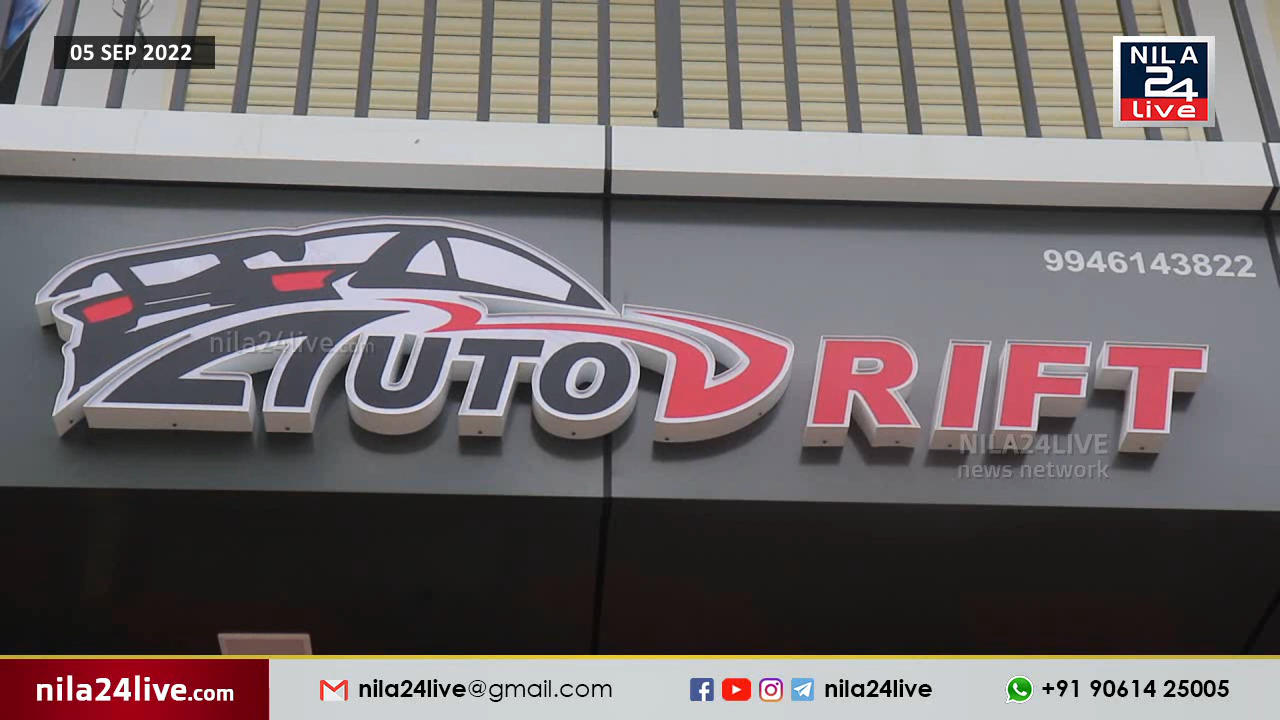 05 SEP 2022
NILA
24
Live
9946143822
AUTO DRIFT
nila24live.com
NILA24LIVE
news network
nila24live.com
nila24live@gmail.com
nila24live
+91 90614 25005